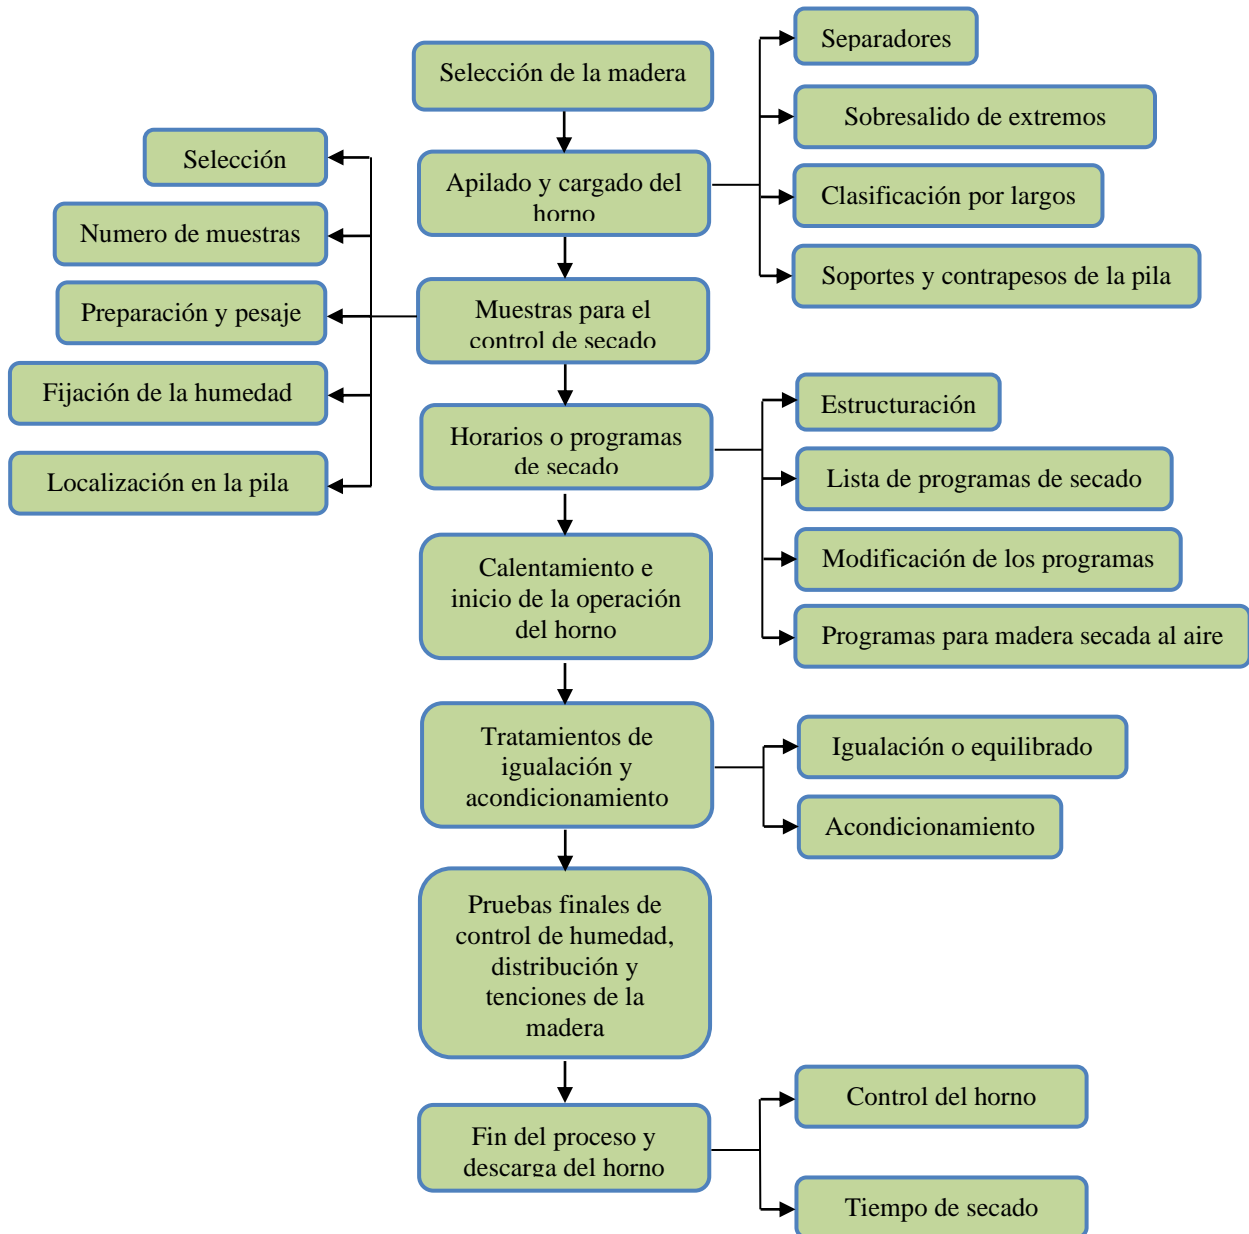 Selección de la madera
Separadores
Sobresalido de extremos
Selección
Apilado y cargado del
horno
Clasificación por largos
Numero de muestras
Soportes y contrapesos de la pila
Preparación y pesaje
Muestras para el
control de secado
Fijación de la humedad
Localización en la pila
Horarios o programas
de secado
Estructuración
Lista de programas de secado
Modificación de los programas
Programas para madera secada al aire
Calentamiento e
inicio de la operación
del horno
Tratamientos de
igualación y
acondicionamiento
Igualación o equilibrado
Acondicionamiento
Pruebas finales de
control de humedad,
distribución y
tenciones de la
madera
Fin del proceso y
descarga del horno
Control del horno
Tiempo de secado